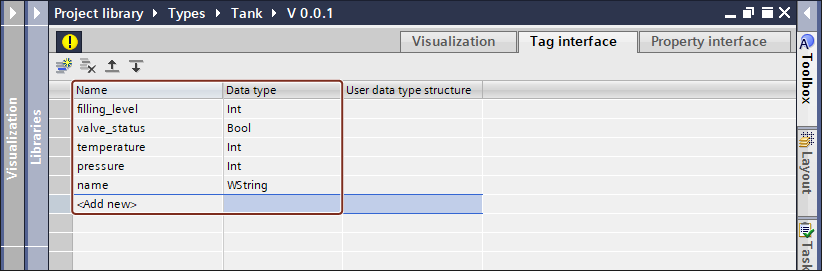 Project library ▸ Types ▸ Tank ▸ V 0.0.1
Visualization Tag interface Property interface
Name Data type User data type structure
filling_level Int
valve_status Bool
temperature Int
pressure Int
name WString
<Add new>
Visualization
Libraries
Toolbox
Layout
Task